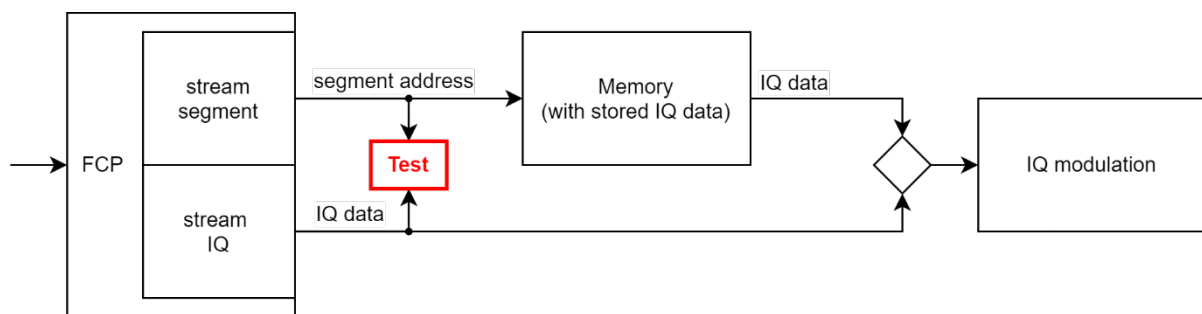 FCP
stream
segment
stream
IQ
segment address
Test
IQ data
Memory
(with stored IQ data)
IQ data
IQ modulation